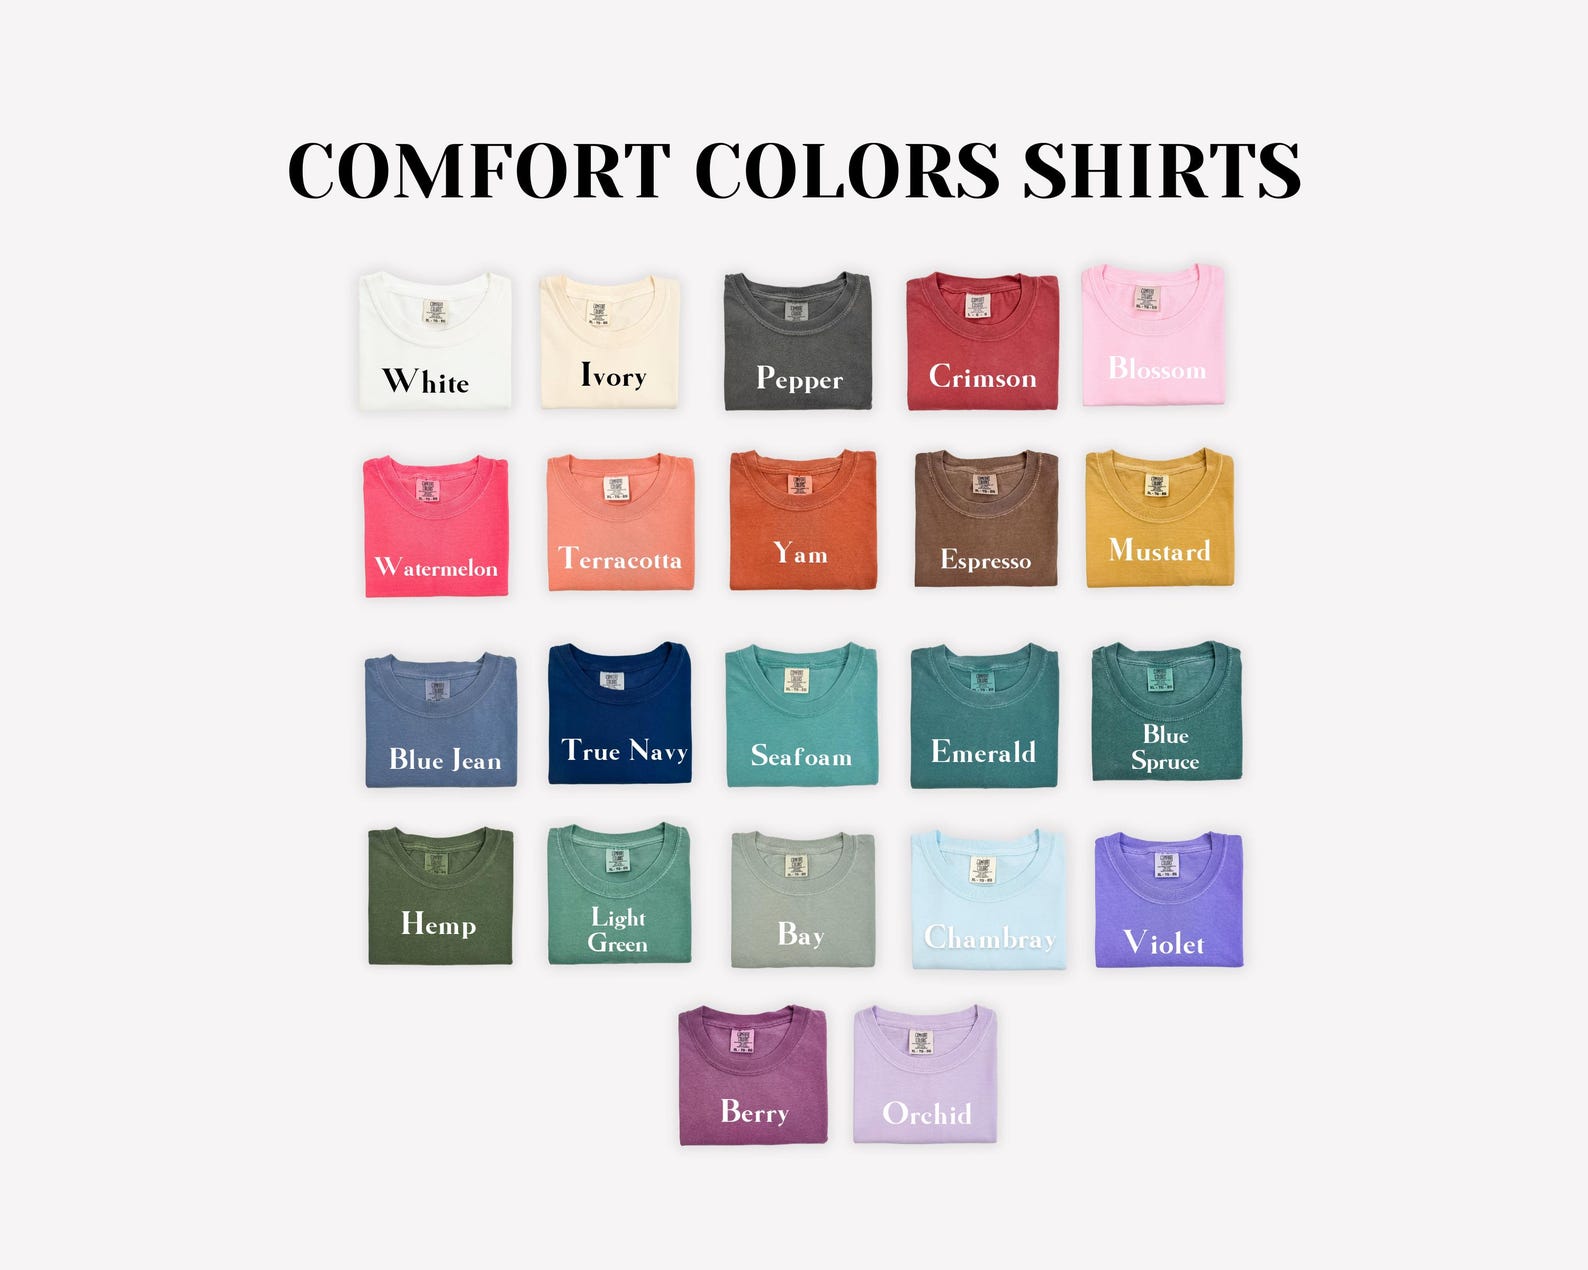 COMFORT COLORS SHIRTS
White
Ivory
Pepper
Crimson
Blossom
Watermelon
Terracotta
Yam
Espresso
Mustard
Blue Jean
True Navy
Seafoam
Emerald
Blue
Spruce
Hemp
Light
Green
Bay
Chambray
Violet
Berry
Orchid